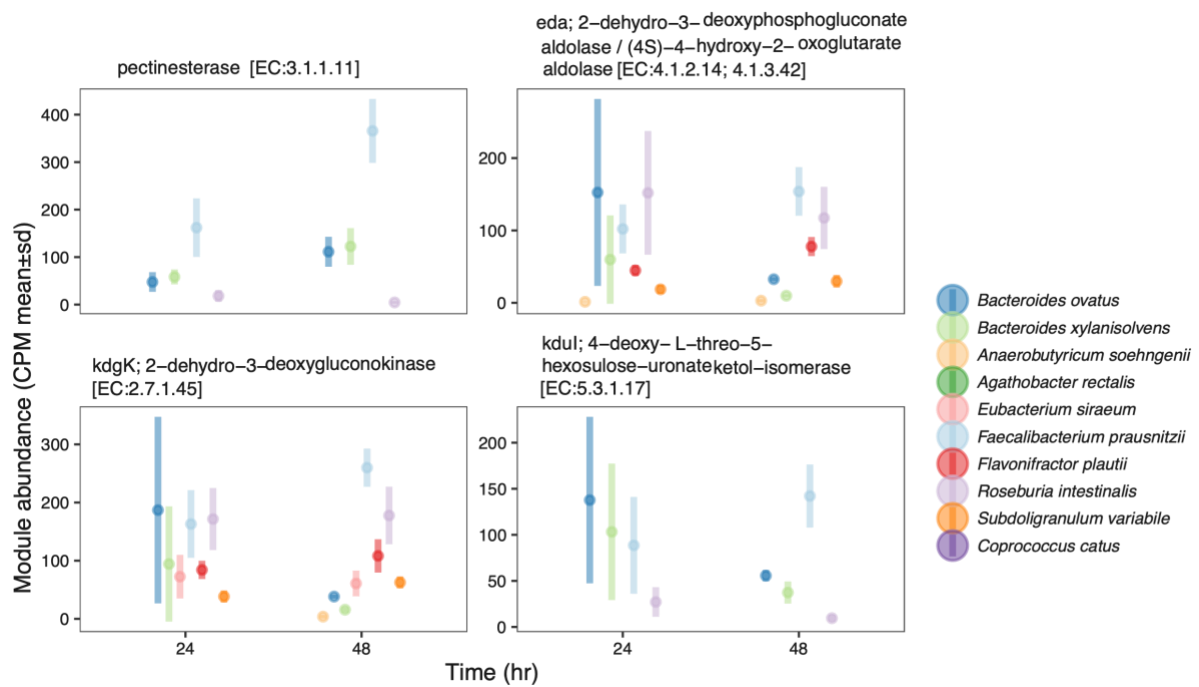 eda; 2−dehydro−3−deoxyphosphogluconate
aldolase / (4S)−4−hydroxy−2−oxoglutarate
aldolase [EC:4.1.2.14; 4.1.3.42]
pectinesterase [EC:3.1.1.11]
400
300
200
100
0
200
100
0
kdgK; 2−dehydro−3−deoxygluconokinase
[EC:2.7.1.45]
kduI; 4−deoxy−L−threo−5−
hexosulose−uronate ketol−isomerase
[EC:5.3.1.17]
300
200
100
0
24
48
200
150
100
50
0
24
48
Module abundance (CPM mean±sd)
Time (hr)
Bacteroides ovatus
Bacteroides xylanisolvens
Anaerobutyricum soehngenii
Agathobacter rectalis
Eubacterium siraeum
Faecalibacterium prausnitzii
Flavonifractor plautii
Roseburia intestinalis
Subdoligranulum variabile
Coprococcus catus